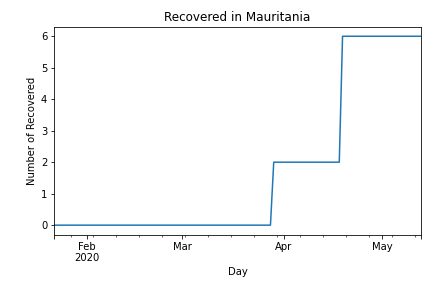 Recovered in Mauritania
Number of Recovered
6
5
4
3
2
1
0
Feb
2020
Mar
Apr
May
Day